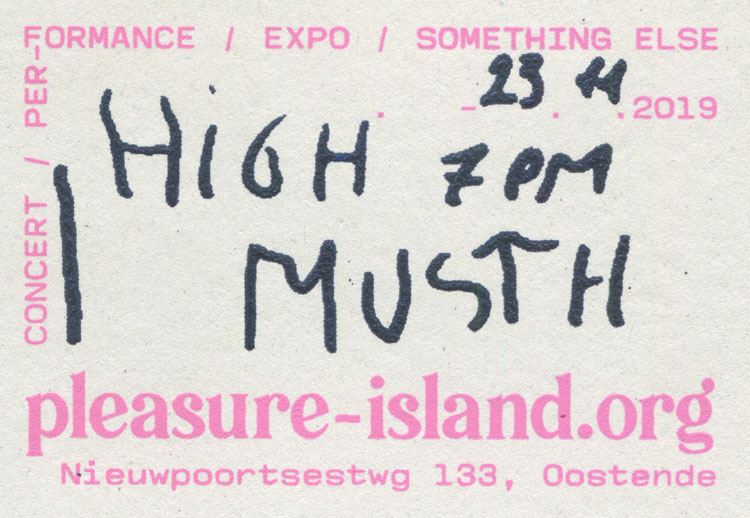 CONCERT / PER-
FORMANCE / EXPO / SOMETHING ELSE
. -23.11.2019
HiGH 7PM
MUSTH
pleasure-island.org
Nieuwpoortsestwg 133, Oostende